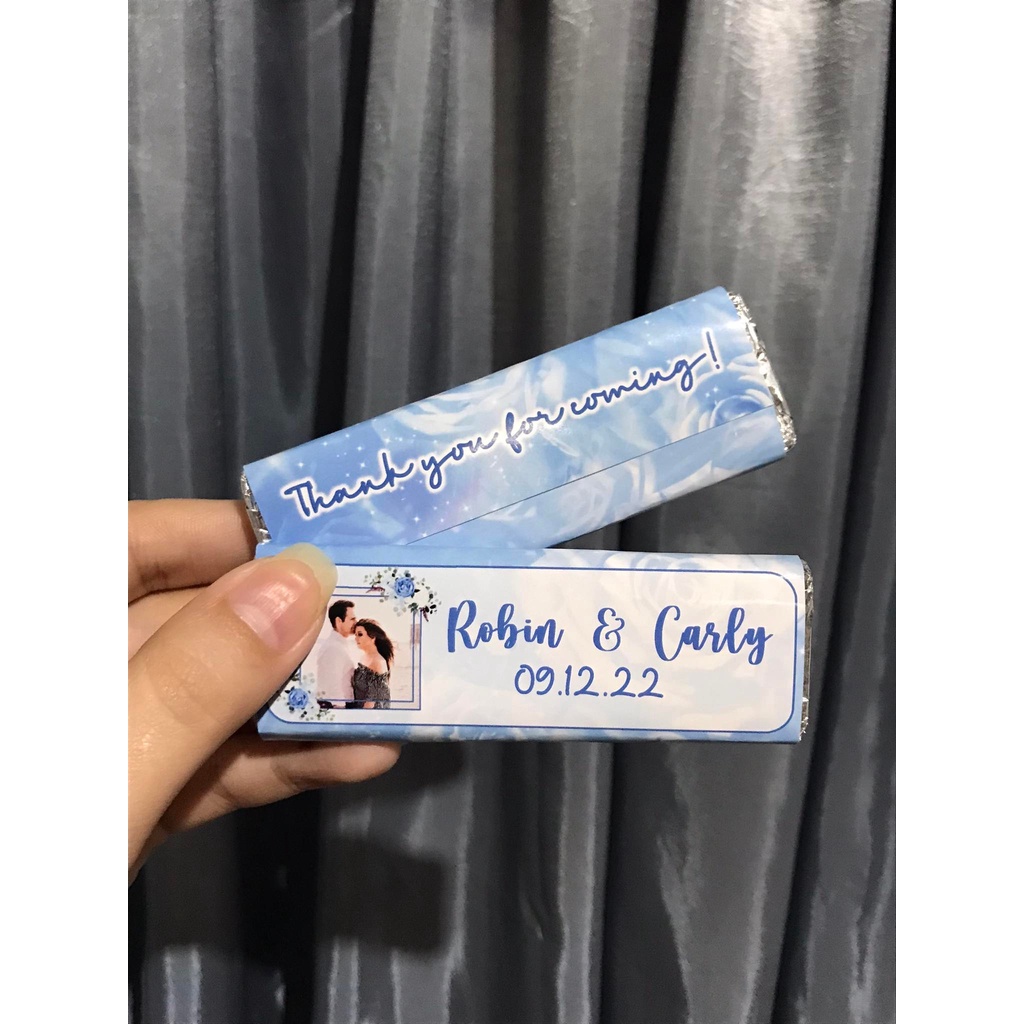 Thank you for coming!
Robin & Carly
09.12.22